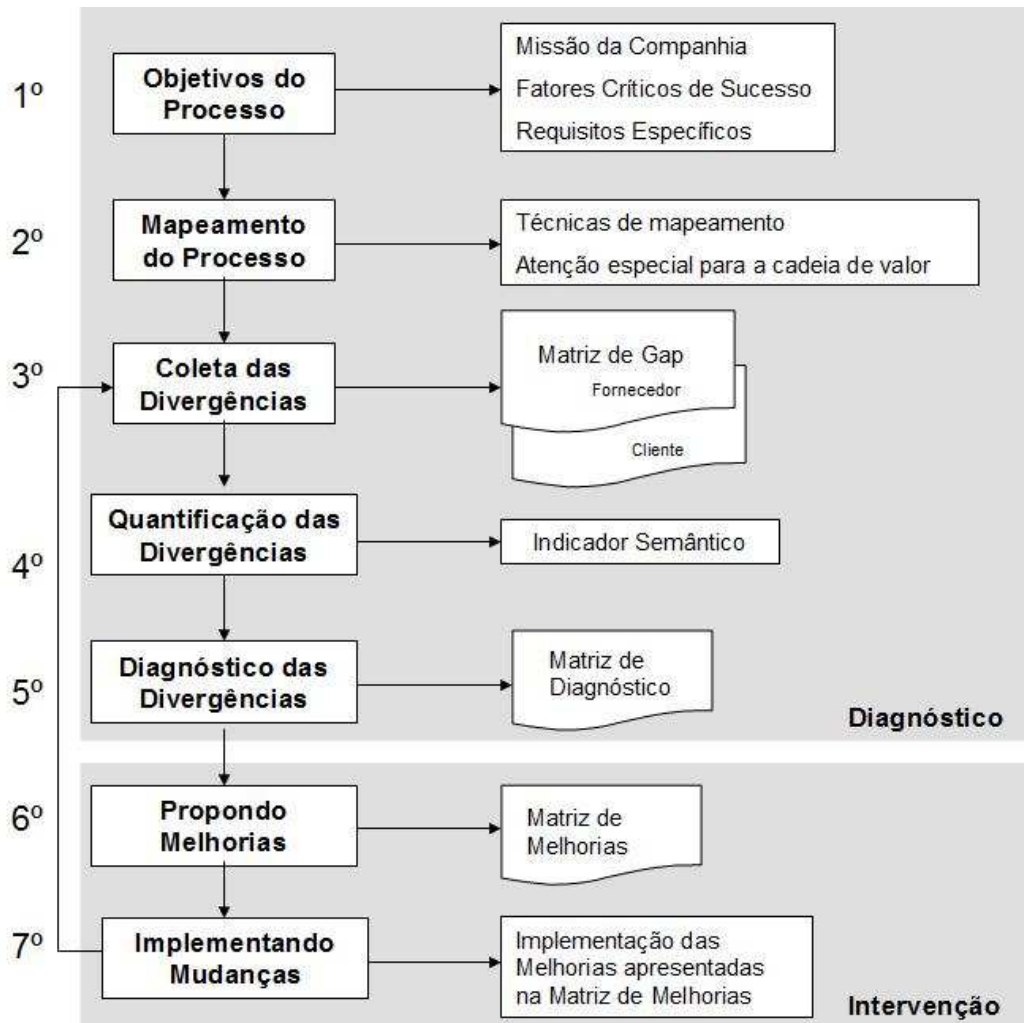 1º
Objetivos do
Processo
Missão da Companhia
Fatores Críticos de Sucesso
Requisitos Específicos
2º
Mapeamento
do Processo
Técnicas de mapeamento
Atenção especial para a cadeia de valor
3º
Coleta das
Divergências
Matriz de Gap
Fornecedor
Cliente
4º
Quantificação das
Divergências
Indicador Semântico
5º
Diagnóstico das
Divergências
Matriz de
Diagnóstico
Diagnóstico
6º
Propondo
Melhorias
Matriz de
Melhorias
7º
Implementando
Mudanças
Implementação das
Melhorias apresentadas
na Matriz de Melhorias
Intervenção